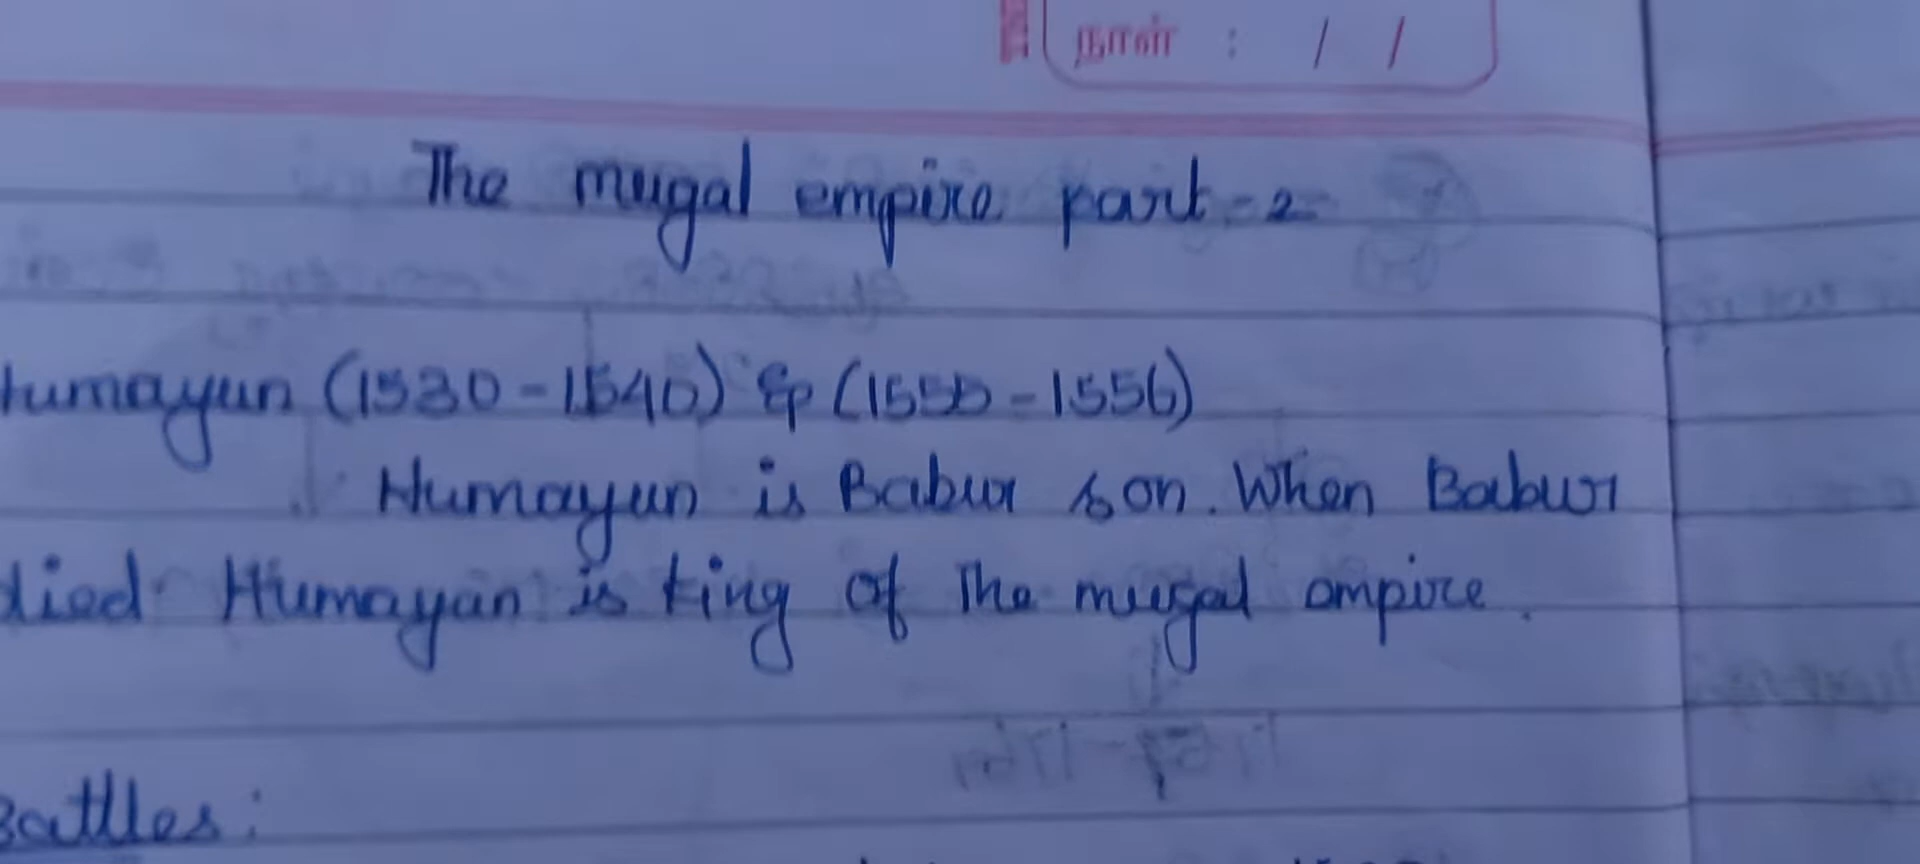 நாள் : / /
The mugal empire part - 2
Humayun (1530 - 1540) & (1555 - 1556)
Humayun is Babur son. When Babur
died Humayan is king of the mugal empire.
Battles: